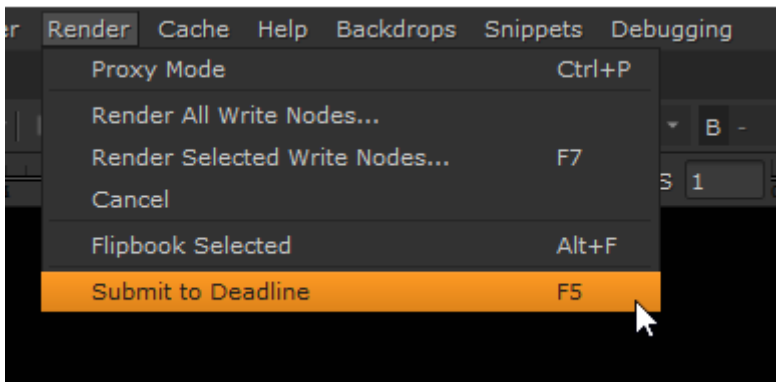 r Render Cache Help Backdrops Snippets Debugging
Proxy Mode Ctrl+P
Render All Write Nodes...
B -
Render Selected Write Nodes... F7
S 1
Cancel
Flipbook Selected Alt+F
Submit to Deadline F5